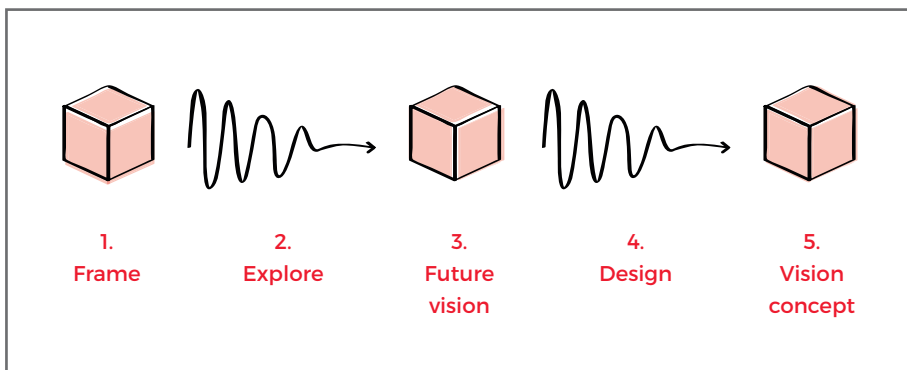 1.
Frame
2.
Explore
3.
Future
vision
4.
Design
5.
Vision
concept